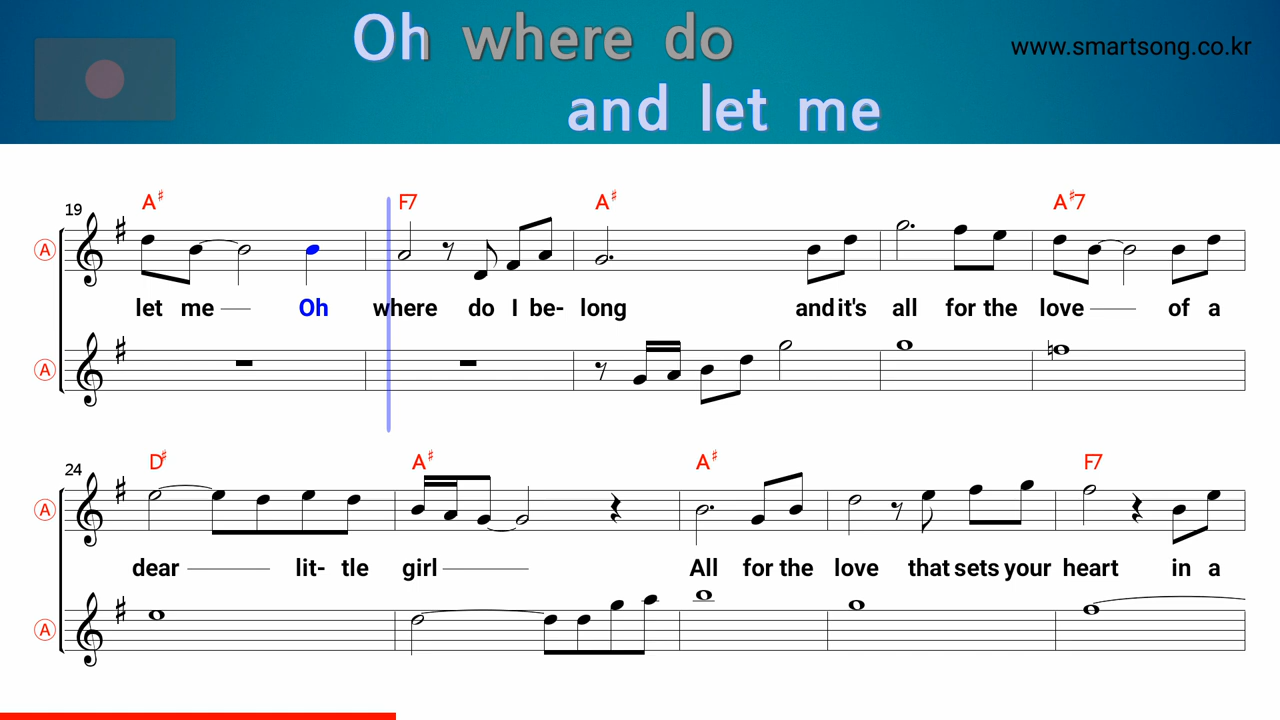 Oh where do
www.smartsong.co.kr
and let me
19 A♯ F7 A♯ A♯7
A
let me Oh where do I be- long and it's all for the love of a
A
24 D♯ A♯ A♯ F7
A
dear lit- tle girl All for the love that sets your heart in a
A